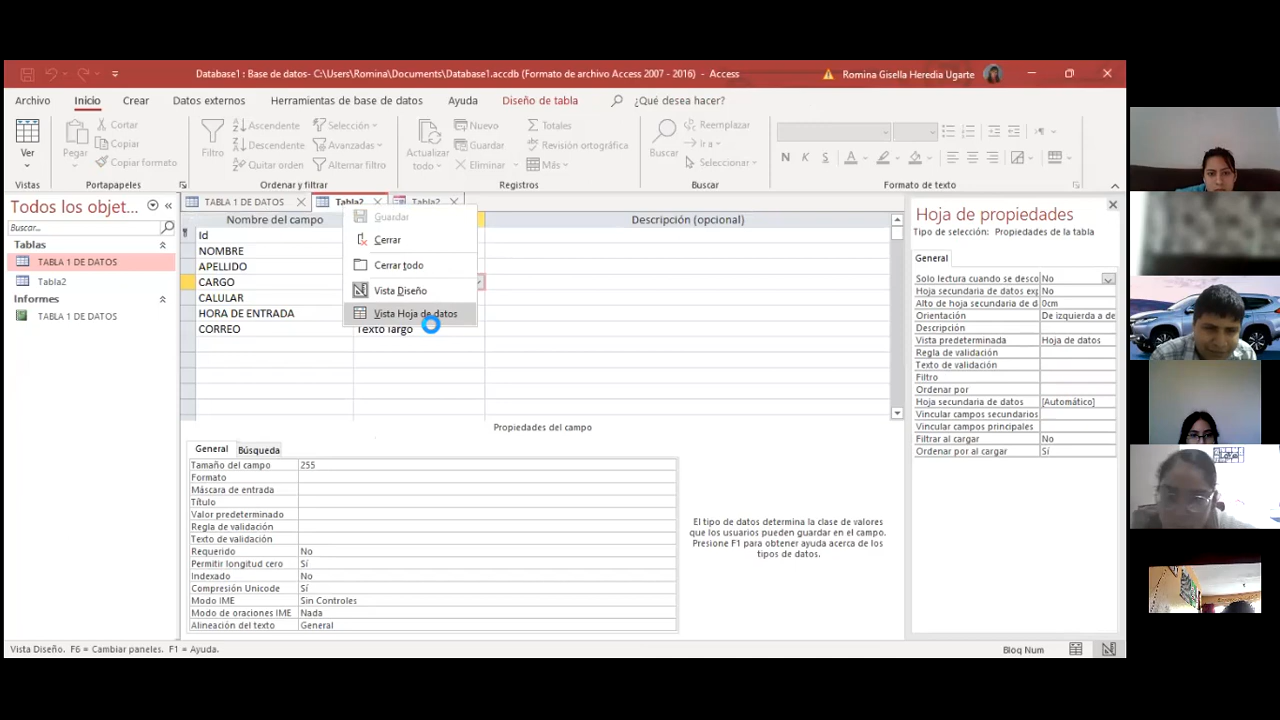 Database1 : Base de datos- C:\Users\Romina\Documents\Database1.accdb (Formato de archivo Access 2007 - 2016) - Access
Romina Gisella Heredia Ugarte
Archivo
Inicio
Crear
Datos externos
Herramientas de base de datos
Ayuda
Diseño de tabla
¿Qué desea hacer?
Ver
Pegar
Cortar
Copiar
Copiar formato
Filtro
Ascendente
Descendente
Quitar orden
Selección
Avanzadas
Alternar filtro
Actualizar todo
Nuevo
Guardar
Eliminar
Totales
Revisión ortográfica
Más
Buscar
Reemplazar
Ir a
Seleccionar
N K S
Vistas
Portapapeles
Ordenar y filtrar
Registros
Buscar
Formato de texto
Todos los objet...
Buscar...
Tablas
TABLA 1 DE DATOS
Tabla2
Informes
TABLA 1 DE DATOS
TABLA 1 DE DATOS
Tabla2
Tabla2
Nombre del campo
Descripción (opcional)
Id
NOMBRE
APELLIDO
CARGO
CALULAR
HORA DE ENTRADA
CORREO
Texto largo
Guardar
Cerrar
Cerrar todo
Vista Diseño
Vista Hoja de datos
Propiedades del campo
General
Búsqueda
Tamaño del campo 255
Formato
Máscara de entrada
Título
Valor predeterminado
Regla de validación
Texto de validación
Requerido No
Permitir longitud cero Sí
Indexado No
Compresión Unicode Sí
Modo IME Sin Controles
Modo de oraciones IME Nada
Alineación del texto General
El tipo de datos determina la clase de valores
que los usuarios pueden guardar en el campo.
Presione F1 para obtener ayuda acerca de los
tipos de datos.
Hoja de propiedades
Tipo de selección: Propiedades de la tabla
General
Solo lectura cuando se desco No
Hoja secundaria de datos exp No
Alto de hoja secundaria de d 0cm
Orientación De izquierda a de
Descripción
Vista predeterminada Hoja de datos
Regla de validación
Texto de validación
Filtro
Ordenar por
Hoja secundaria de datos [Automático]
Vincular campos secundarios
Vincular campos principales
Filtrar al cargar No
Ordenar por al cargar Sí
Vista Diseño. F6 = Cambiar paneles. F1 = Ayuda.
Bloq Num